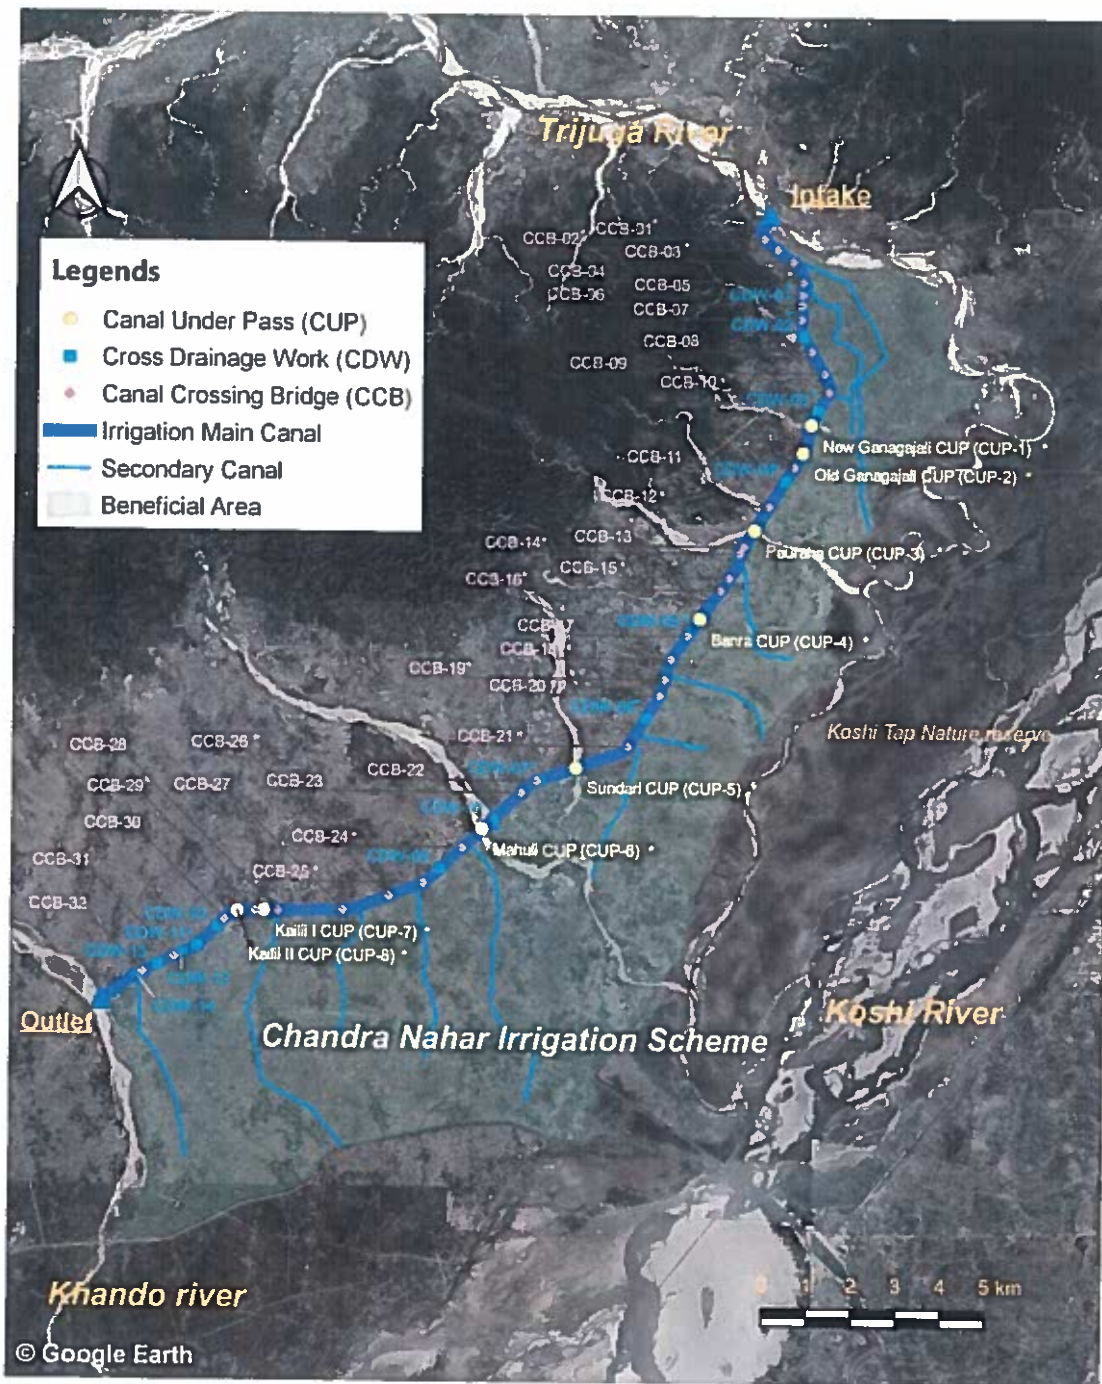 Trijuga River
N
Intake
CCB-01*
CCB-02
CCB-03*
Legends
CCB-04
CCB-05
CCB-06
CCB-07
CCB-08
CCB-09
CCB-10*
Canal Under Pass (CUP)
Cross Drainage Work (CDW)
Canal Crossing Bridge (CCB)
Irrigation Main Canal
Secondary Canal
Beneficial Area
New Ganagajali CUP (CUP-1)
CCB-11
Old Ganagajali CUP (CUP-2) *
CCB-12*
CCB-13
CCB-14*
CCB-15*
CCB-16*
CUP (CUP-3) *
Banra CUP (CUP-4) *
CCB-19*
CCB-20
Koshi Tap Nature reserve
CCB-21*
CCB-28
CCB-26*
CCB-22
CCB-29*
CCB-27
CCB-23
Sundari CUP (CUP-5) *
CCB-30
CCB-24*
Mahuli CUP (CUP-6) *
CCB-31
CCB-25*
CCB-32
Kailil I CUP (CUP-7) *
Kailil II CUP (CUP-8) *
Outlet
Koshi River
Chandra Nahar Irrigation Scheme
Khando river
0 1 2 3 4 5 km
© Google Earth